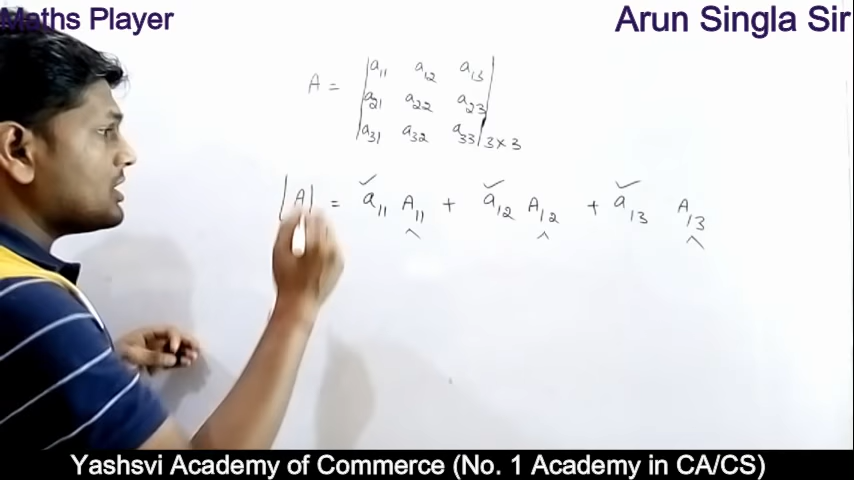 Maths Player
Arun Singla Sir
A = | a₁₁ a₁₂ a₁₃ |
| a₂₁ a₂₂ a₂₃ |
| a₃₁ a₃₂ a₃₃ | 3×3
|A| = a₁₁ A₁₁ + a₁₂ A₁₂ + a₁₃ A₁₃
Yashsvi Academy of Commerce (No. 1 Academy in CA/CS)